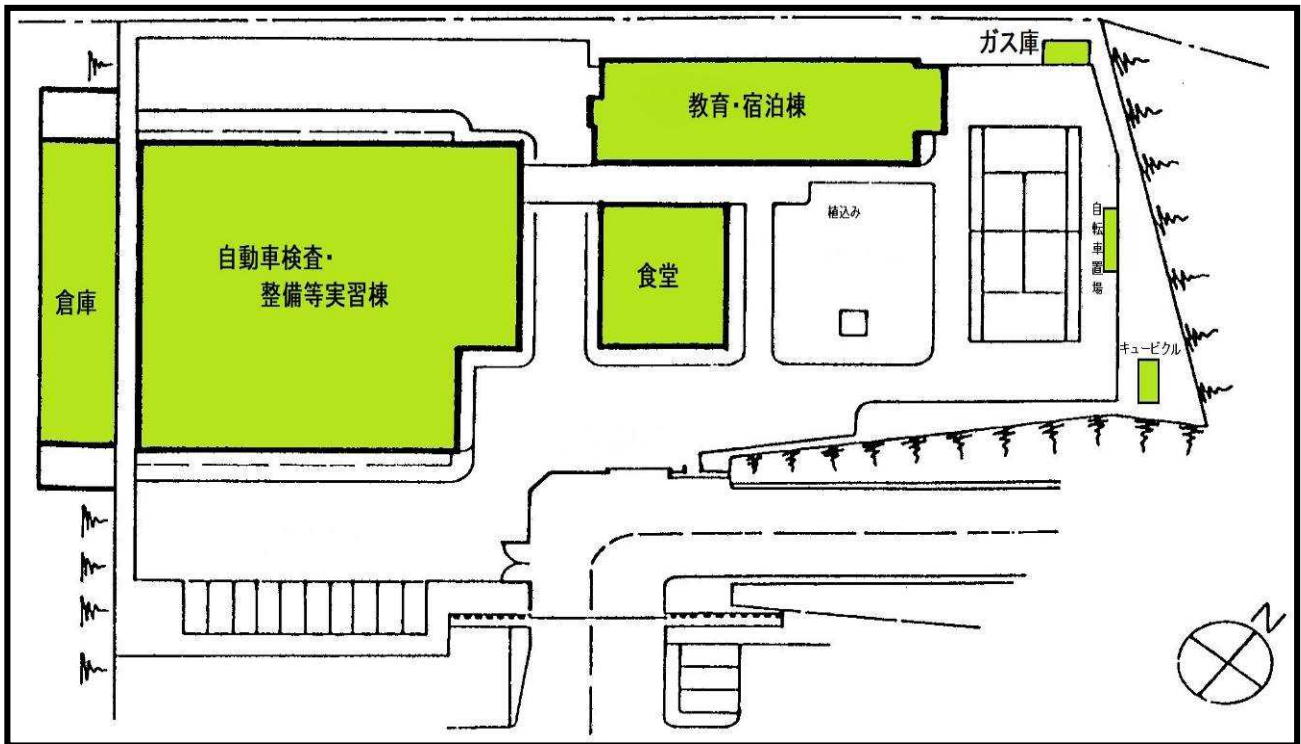 ガス庫
教育・宿泊棟
植込み
自転車置場
自動車検査・
整備等実習棟
食堂
倉庫
キュービクル
N